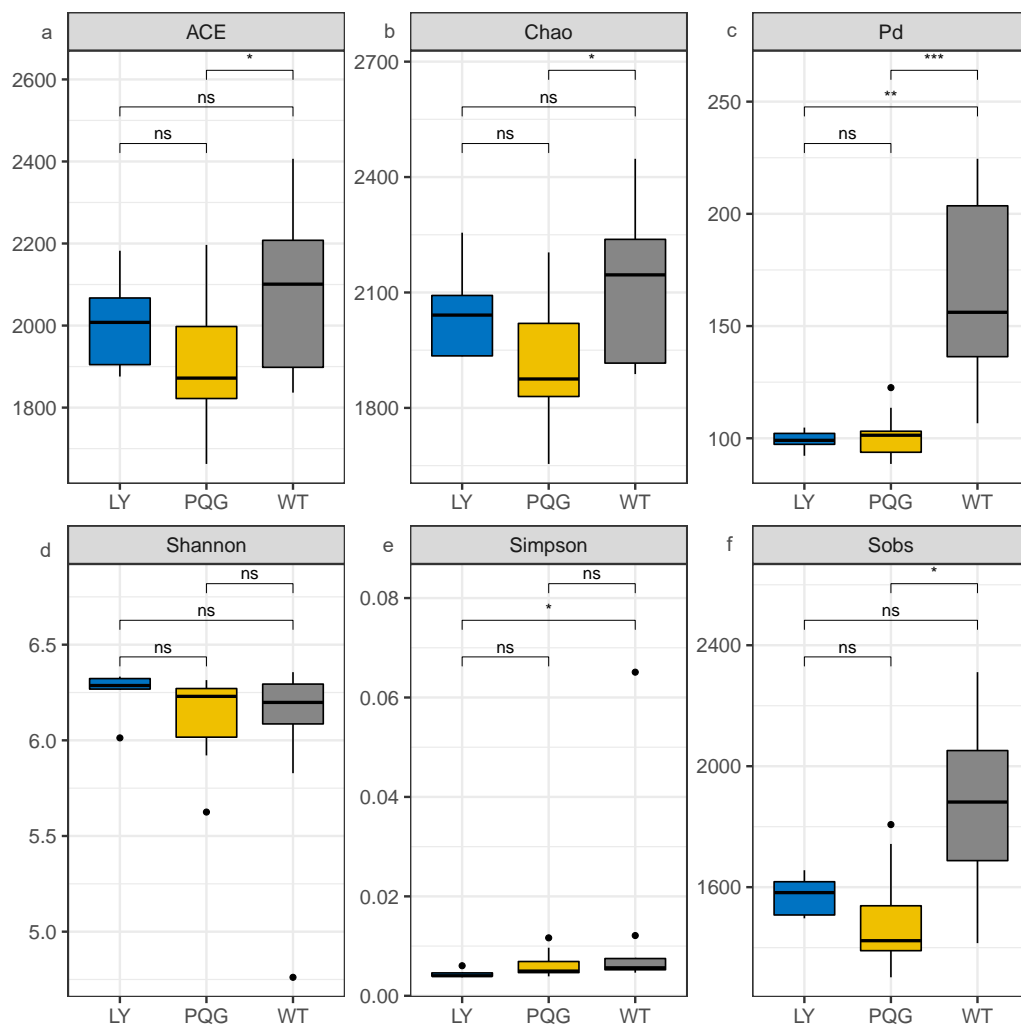 a ACE
2600
2400
2200
2000
1800
*
ns
ns
LY PQG WT
b Chao
2700
2400
2100
1800
*
ns
ns
LY PQG WT
c Pd
250
200
150
100
***
**
ns
LY PQG WT
d Shannon
6.5
6.0
5.5
5.0
ns
ns
ns
LY PQG WT
e Simpson
0.08
0.06
0.04
0.02
0.00
ns
*
ns
LY PQG WT
f Sobs
2400
2000
1600
*
ns
ns
LY PQG WT